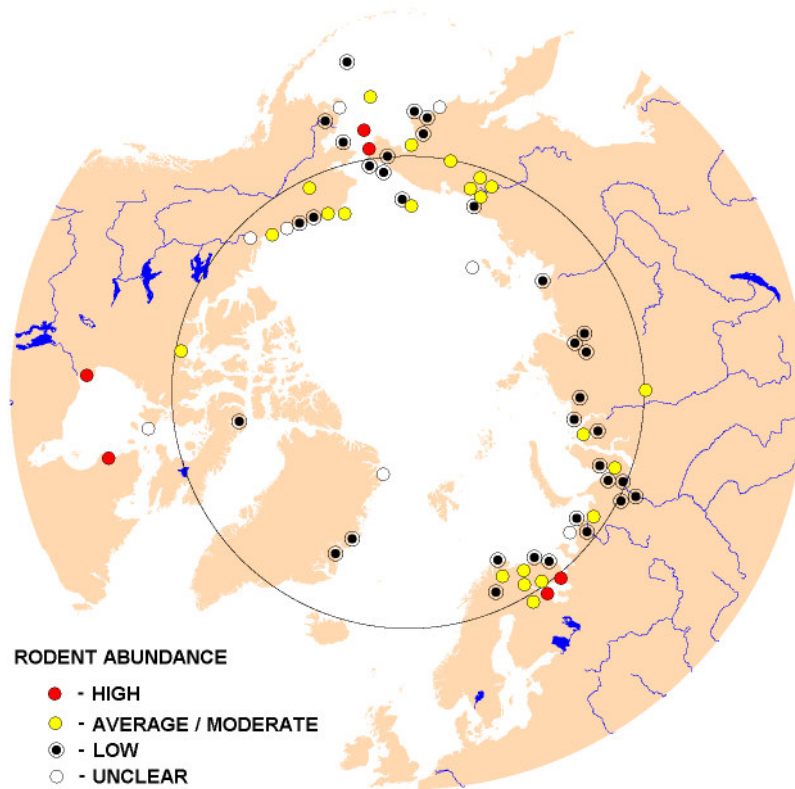 RODENT ABUNDANCE
- HIGH
- AVERAGE / MODERATE
- LOW
- UNCLEAR